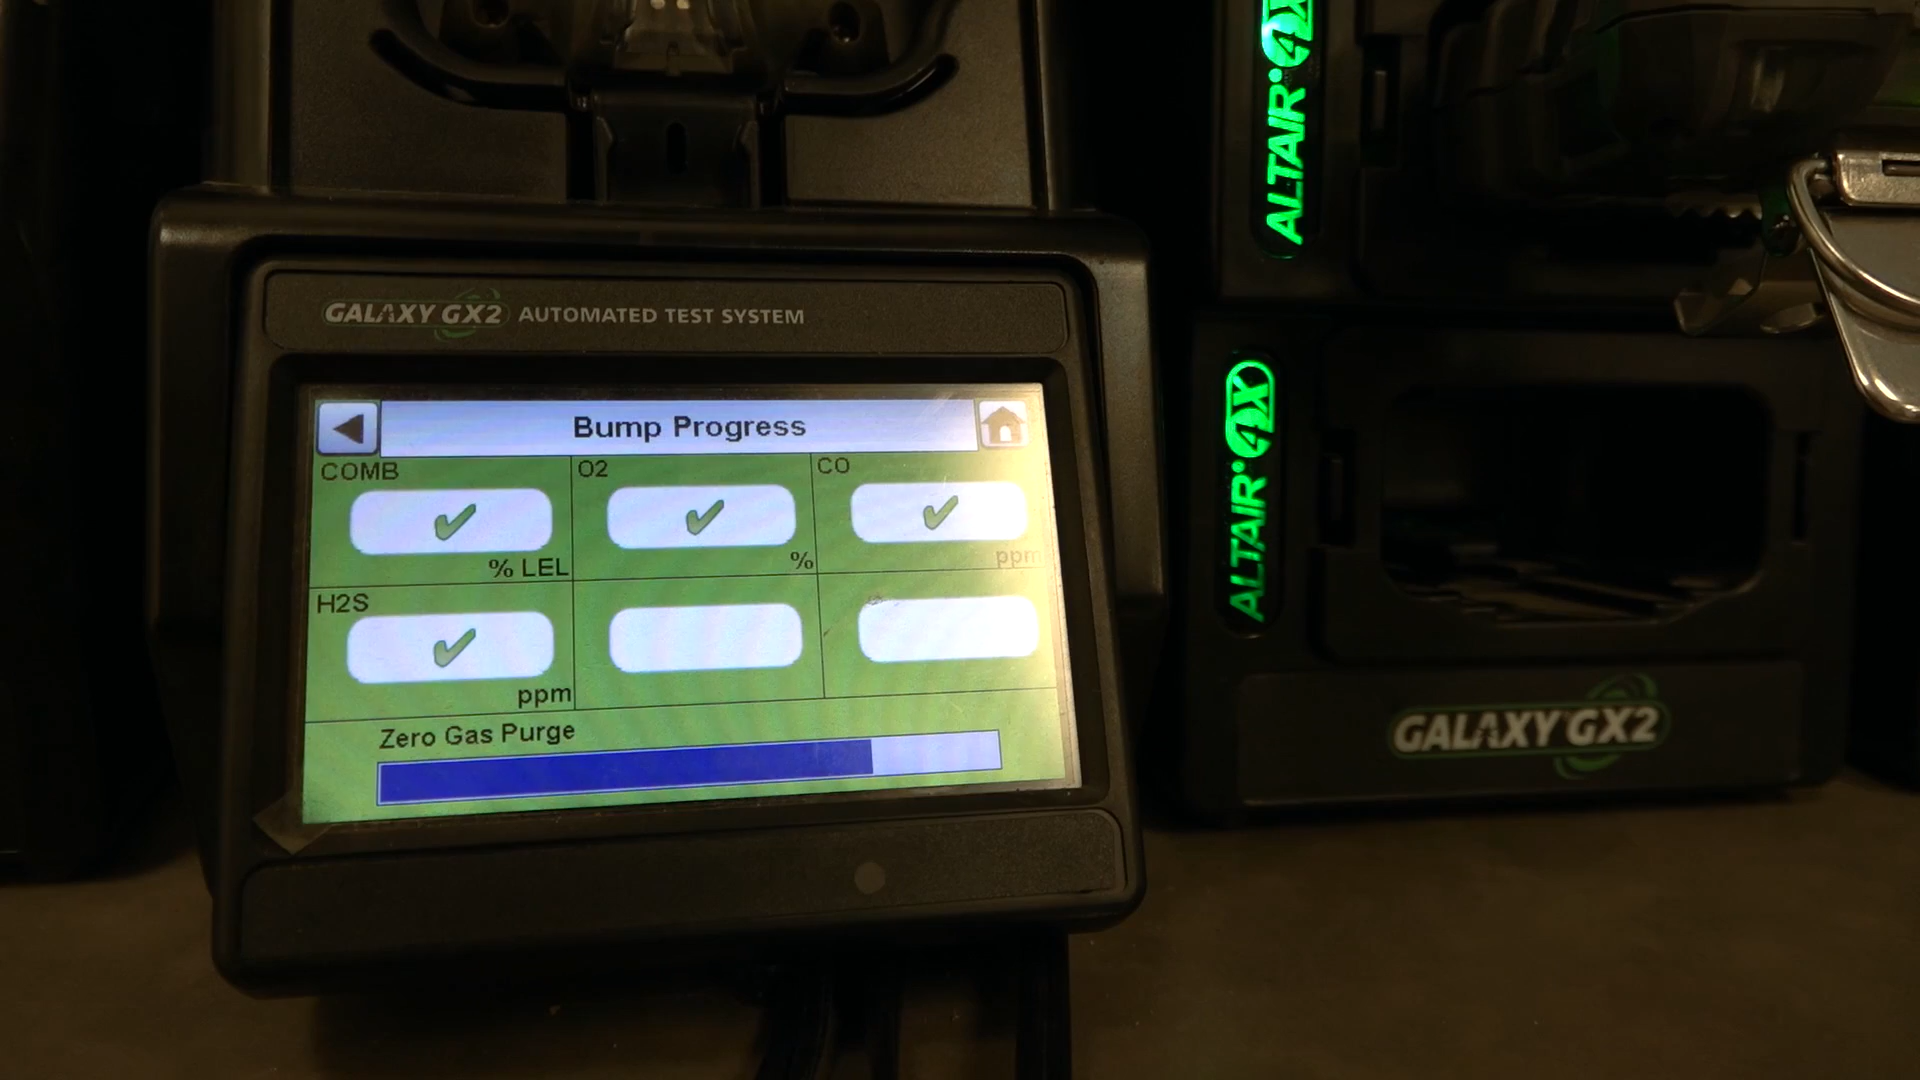 GALAXY GX2 AUTOMATED TEST SYSTEM
Bump Progress
COMB
O2
CO
% LEL
%
ppm
H2S
ppm
Zero Gas Purge
ALTAIR 4X
ALTAIR 4X
GALAXY GX2